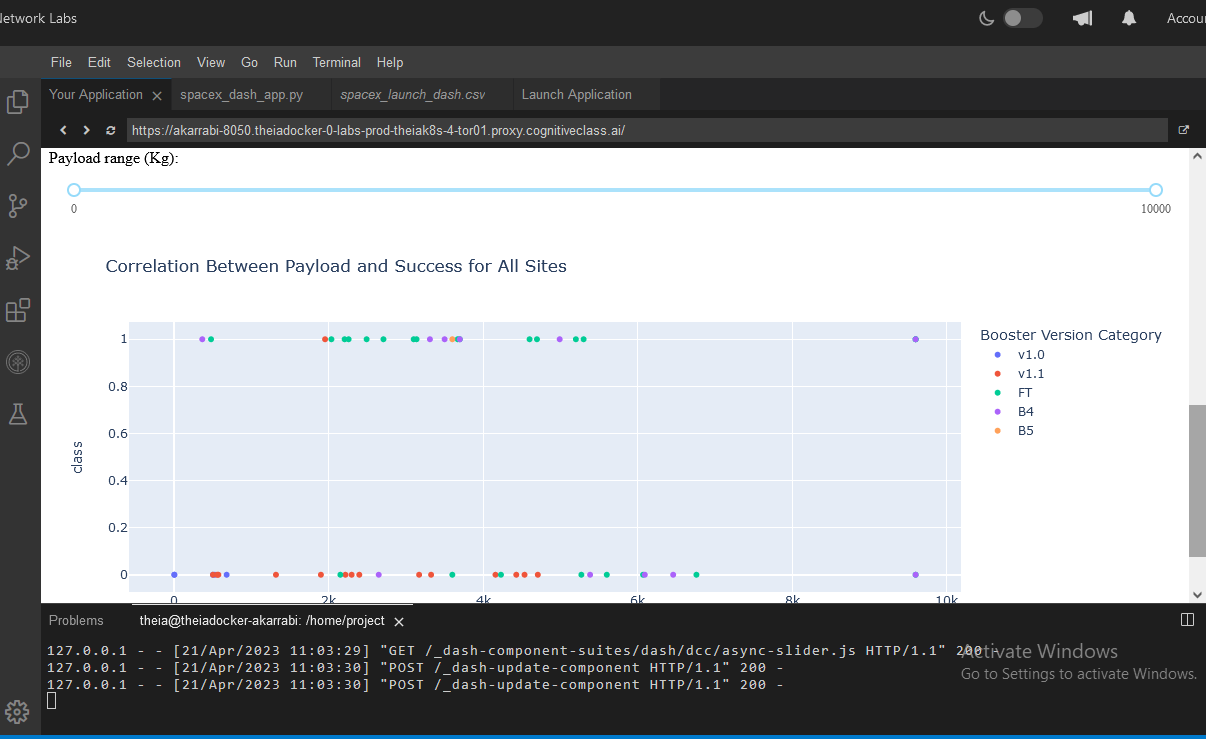 Network Labs
Accou
File Edit Selection View Go Run Terminal Help
Your Application spacex_dash_app.py spacex_launch_dash.csv Launch Application
https://akarrabi-8050.theiadocker-0-labs-prod-theiak8s-4-tor01.proxy.cognitiveclass.ai/
Payload range (Kg):
0 10000
Correlation Between Payload and Success for All Sites
Booster Version Category
v1.0
v1.1
FT
B4
B5
1
0.8
0.6
0.4
0.2
0
class
0 2k 4k 6k 8k 10k
Problems theia@theiadocker-akarrabi: /home/project
127.0.0.1 - - [21/Apr/2023 11:03:29] "GET /_dash-component-suites/dash/dcc/async-slider.js HTTP/1.1" 200 -
127.0.0.1 - - [21/Apr/2023 11:03:30] "POST /_dash-update-component HTTP/1.1" 200 -
127.0.0.1 - - [21/Apr/2023 11:03:30] "POST /_dash-update-component HTTP/1.1" 200 -
Activate Windows
Go to Settings to activate Windows.